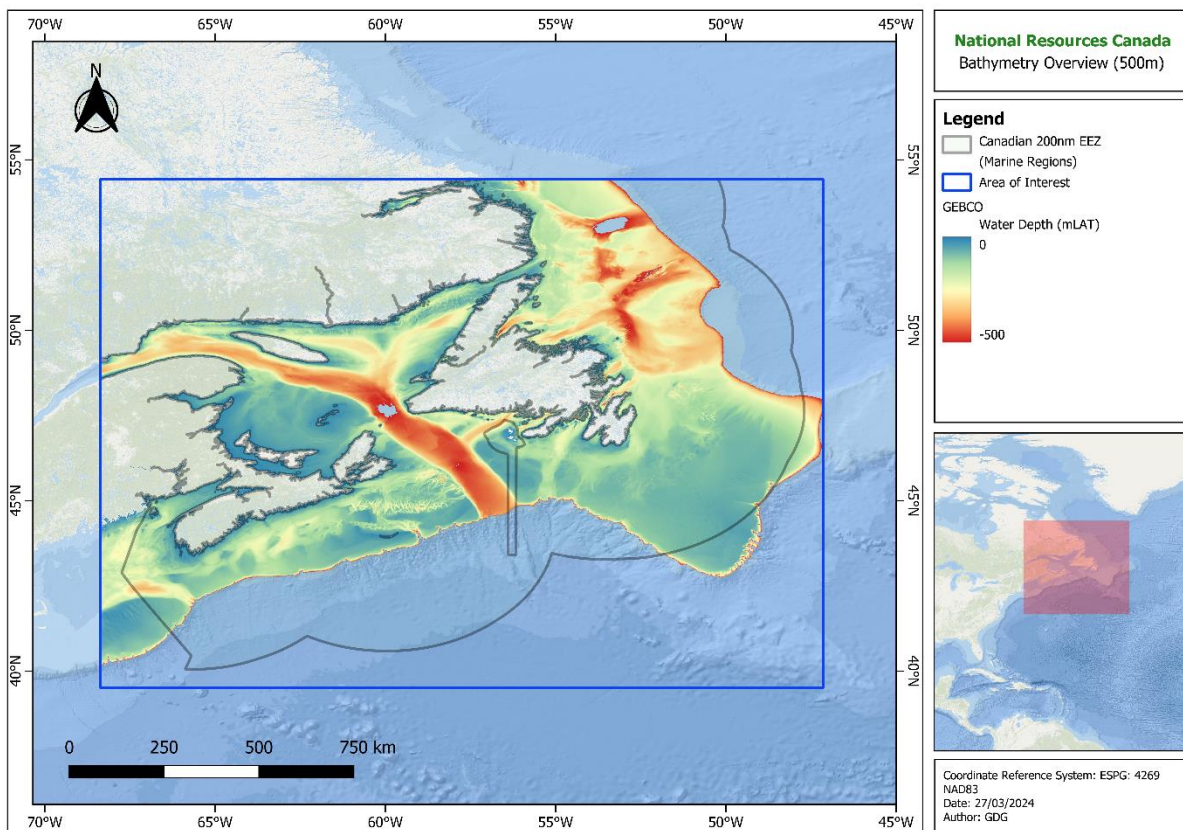 70°W 65°W 60°W 55°W 50°W 45°W
N
55°N 55°N
50°N 50°N
45°N 45°N
40°N 40°N
0 250 500 750 km
70°W 65°W 60°W 55°W 50°W 45°W
National Resources Canada
Bathymetry Overview (500m)
Legend
Canadian 200nm EEZ
(Marine Regions)
Area of Interest
GEBCO
Water Depth (mLAT)
0
-500
Coordinate Reference System: ESPG: 4269
NAD83
Date: 27/03/2024
Author: GDG